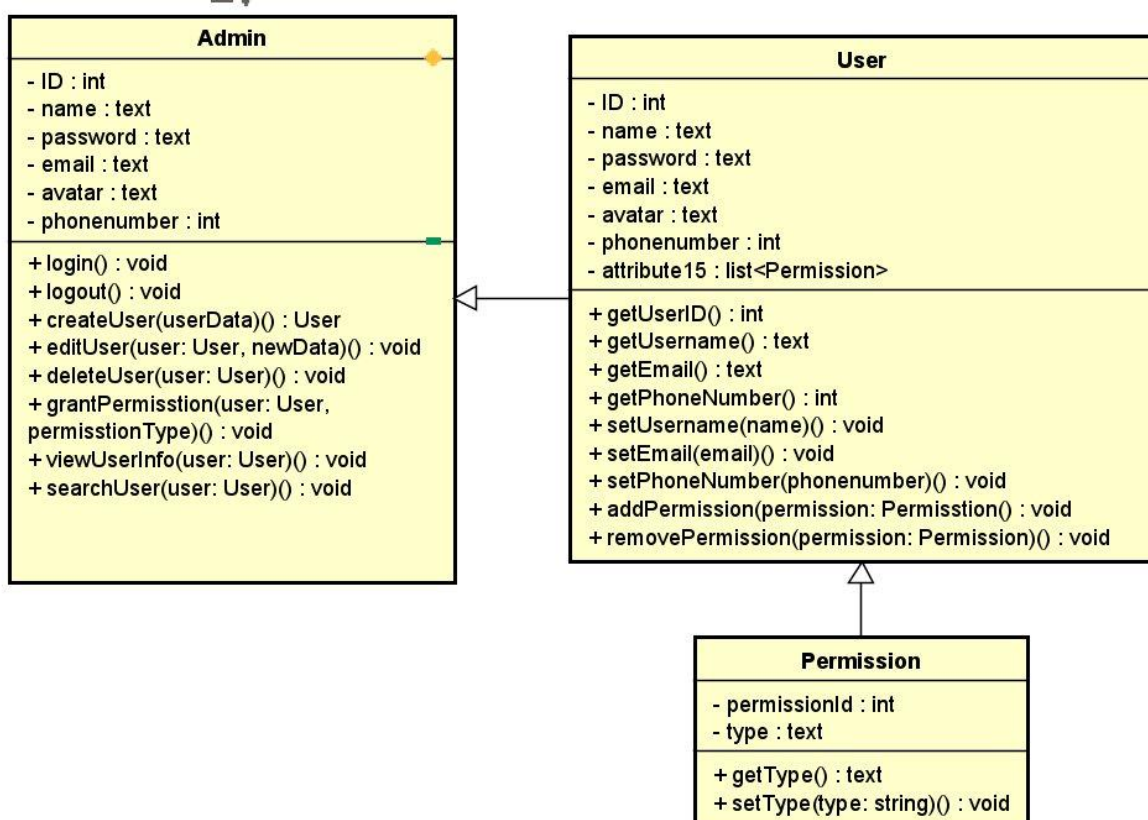 Admin
- ID : int
- name : text
- password : text
- email : text
- avatar : text
- phonenumber : int
+ login() : void
+ logout() : void
+ createUser(userData)() : User
+ editUser(user: User, newData)() : void
+ deleteUser(user: User)() : void
+ grantPermisstion(user: User,
permisstionType)() : void
+ viewUserInfo(user: User)() : void
+ searchUser(user: User)() : void
User
- ID : int
- name : text
- password : text
- email : text
- avatar : text
- phonenumber : int
- attribute15 : list<Permission>
+ getUserID() : int
+ getUsername() : text
+ getEmail() : text
+ getPhoneNumber() : int
+ setUsername(name)() : void
+ setEmail(email)() : void
+ setPhoneNumber(phonenumber)() : void
+ addPermission(permission: Permisstion() : void
+ removePermission(permission: Permission)() : void
Permission
- permissionId : int
- type : text
+ getType() : text
+ setType(type: string)() : void